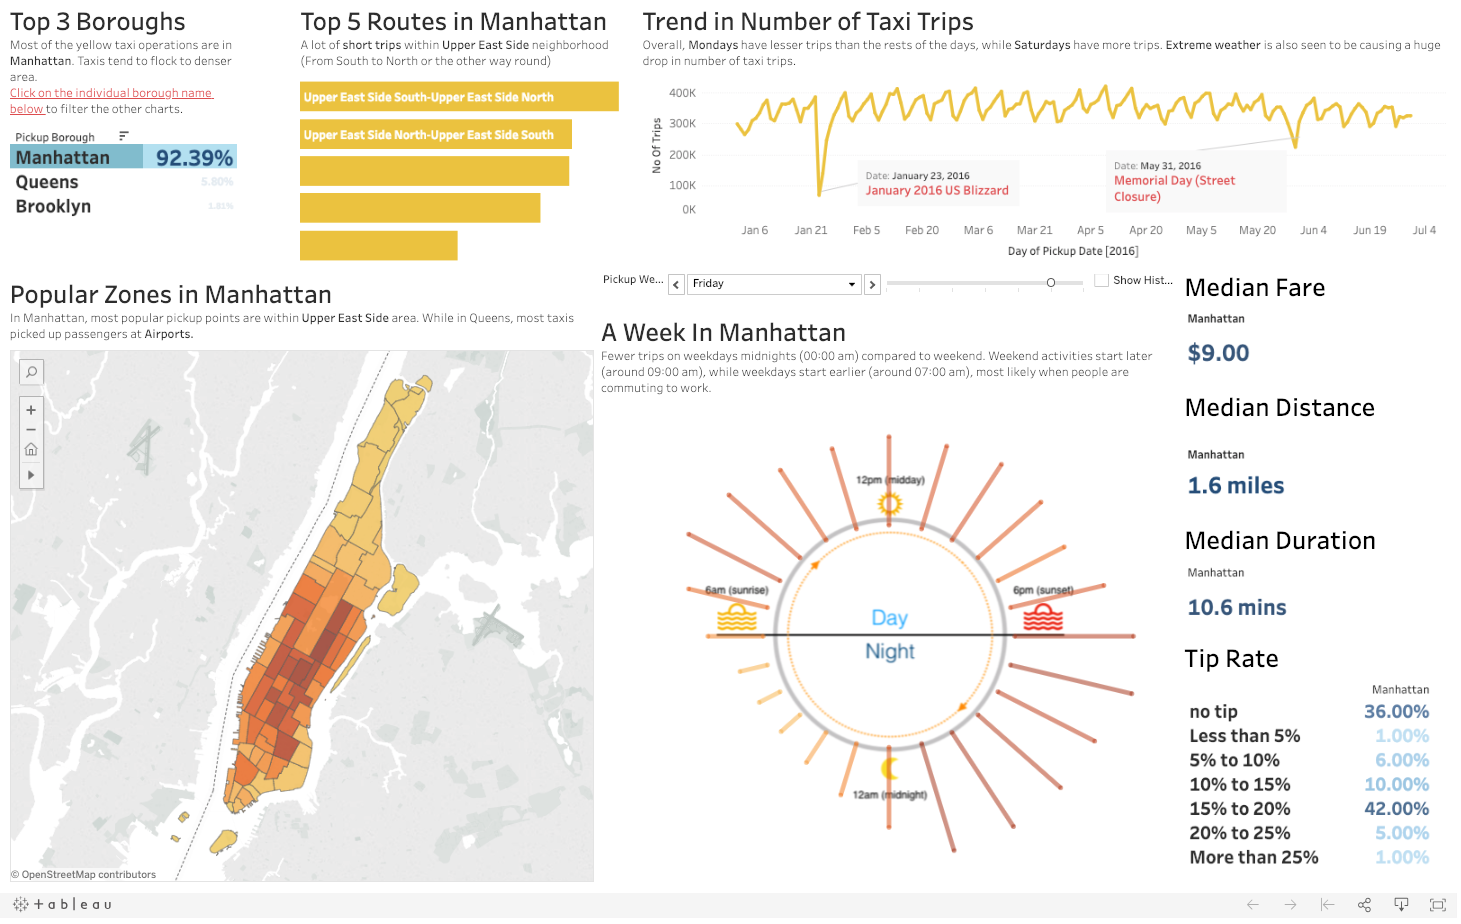 Top 3 Boroughs
Most of the yellow taxi operations are in
Manhattan. Taxis tend to flock to denser
area.
Click on the individual borough name
below to filter the other charts.
Pickup Borough
Manhattan 92.39%
Queens 5.80%
Brooklyn 1.81%
Top 5 Routes in Manhattan
A lot of short trips within Upper East Side neighborhood
(From South to North or the other way round)
Upper East Side South-Upper East Side North
Upper East Side North-Upper East Side South
Trend in Number of Taxi Trips
Overall, Mondays have lesser trips than the rests of the days, while Saturdays have more trips. Extreme weather is also seen to be causing a huge
drop in number of taxi trips.
No Of Trips
400K
300K
200K
100K
0K
Date: January 23, 2016
January 2016 US Blizzard
Date: May 31, 2016
Memorial Day (Street
Closure)
Jan 6 Jan 21 Feb 5 Feb 20 Mar 6 Mar 21 Apr 5 Apr 20 May 5 May 20 Jun 4 Jun 19 Jul 4
Day of Pickup Date [2016]
Popular Zones in Manhattan
In Manhattan, most popular pickup points are within Upper East Side area. While in Queens, most taxis
picked up passengers at Airports.
+
−
© OpenStreetMap contributors
Pickup We... < Friday > Show Hist...
A Week In Manhattan
Fewer trips on weekdays midnights (00:00 am) compared to weekend. Weekend activities start later
(around 09:00 am), while weekdays start earlier (around 07:00 am), most likely when people are
commuting to work.
12pm (midday)
6am (sunrise)
6pm (sunset)
Day
Night
12am (midnight)
Median Fare
Manhattan
$9.00
Median Distance
Manhattan
1.6 miles
Median Duration
Manhattan
10.6 mins
Tip Rate
Manhattan
no tip 36.00%
Less than 5% 1.00%
5% to 10% 6.00%
10% to 15% 10.00%
15% to 20% 42.00%
20% to 25% 5.00%
More than 25% 1.00%
+ableau